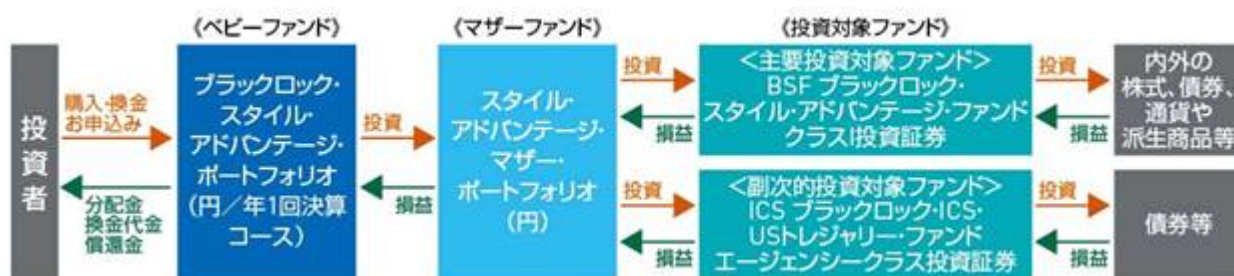 《ベビーファンド》
《マザーファンド》
《投資対象ファンド》
投資者
購入・換金
お申込み
分配金
換金代金
償還金
ブラックロック・
スタイル・
アドバンテージ・
ポートフォリオ
(円/年1回決算
コース)
投資
損益
スタイル・
アドバンテージ・
マザー・
ポートフォリオ
(円)
投資
損益
<主要投資対象ファンド>
BSF ブラックロック・
スタイル・アドバンテージ・ファンド
クラスI投資証券
投資
損益
内外の
株式、債券、
通貨や
派生商品等
投資
損益
<副次的投資対象ファンド>
ICS ブラックロック・ICS・
USトレジャリー・ファンド
エージェンシークラス投資証券
投資
損益
債券等